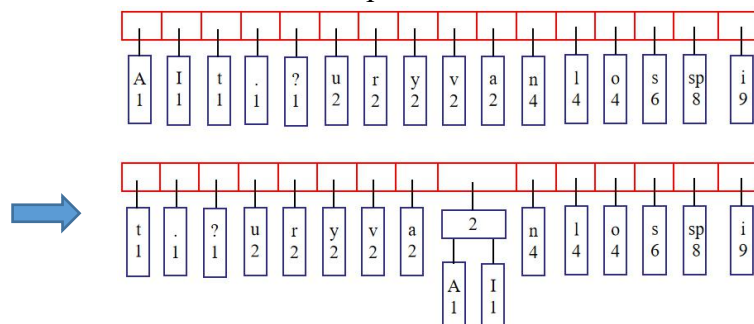 A I t . ? u r y v a n l o s sp i
1 1 1 1 1 2 2 2 2 2 4 4 4 6 8 9
t . ? u r y v a 2 n l o s sp i
1 1 1 2 2 2 2 2 4 4 4 6 8 9
A I
1 1